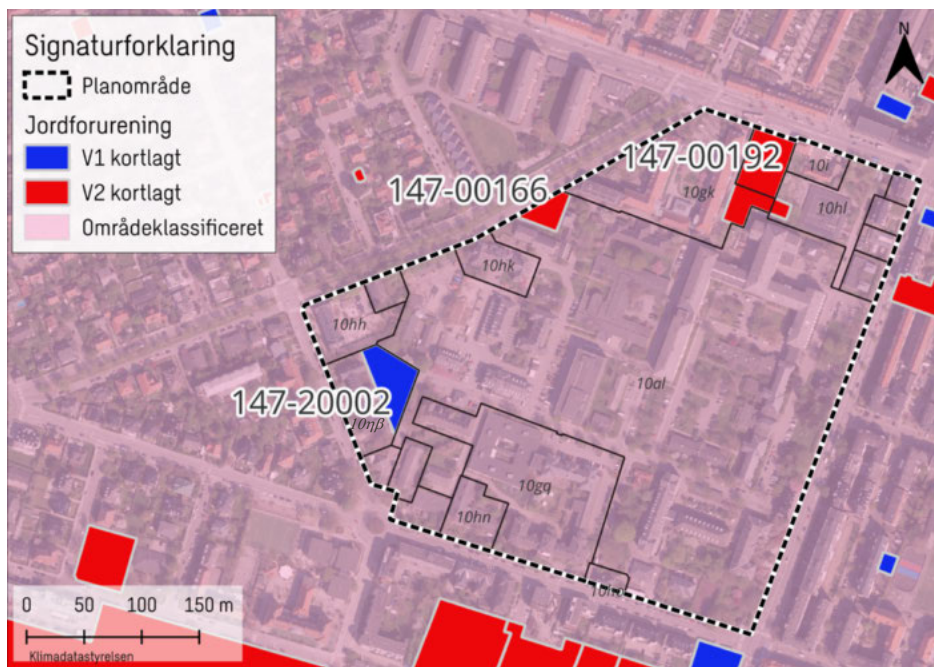 Signaturforklaring
Planområde
Jordforurening
V1 kortlagt
V2 kortlagt
Områdeklassificeret
N
147-00192
10i
147-00166
10gk
10hl
10hk
10hh
10al
147-20002
10ηβ
10gq
10hn
0 50 100 150 m
Klimadatastyrelsen